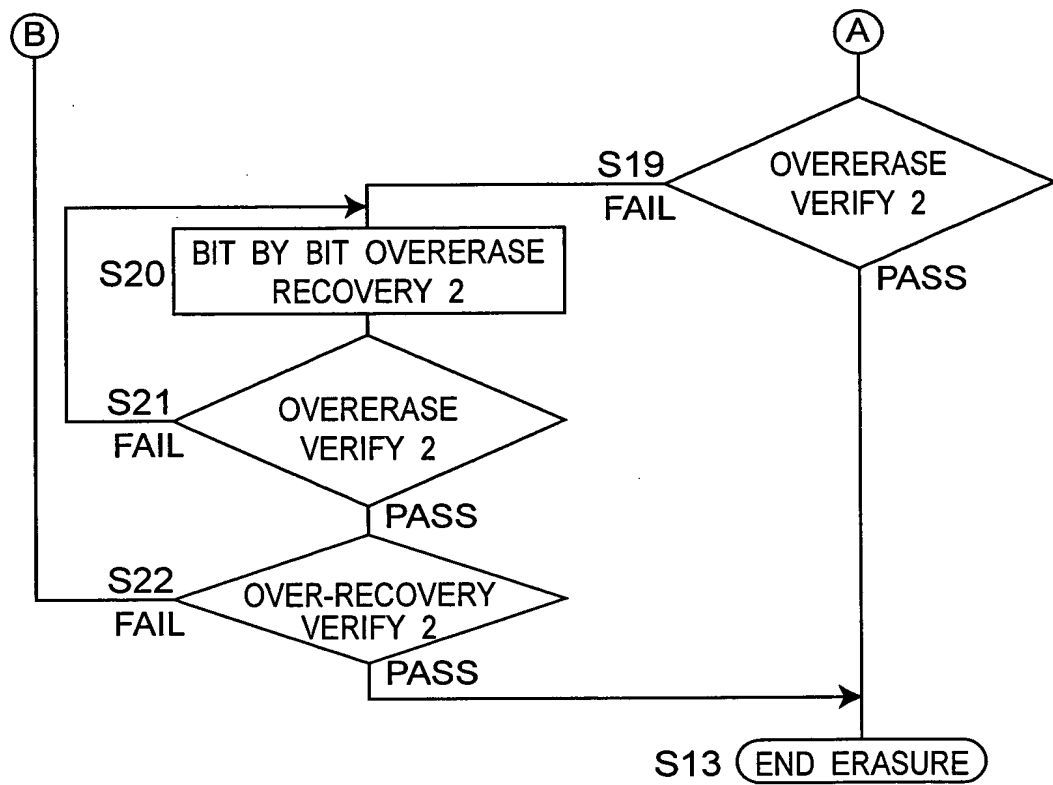 B
A
S19
FAIL
OVERERASE
VERIFY 2
PASS
S20
BIT BY BIT OVERERASE
RECOVERY 2
S21
FAIL
OVERERASE
VERIFY 2
PASS
S22
FAIL
OVER-RECOVERY
VERIFY 2
PASS
S13
END ERASURE